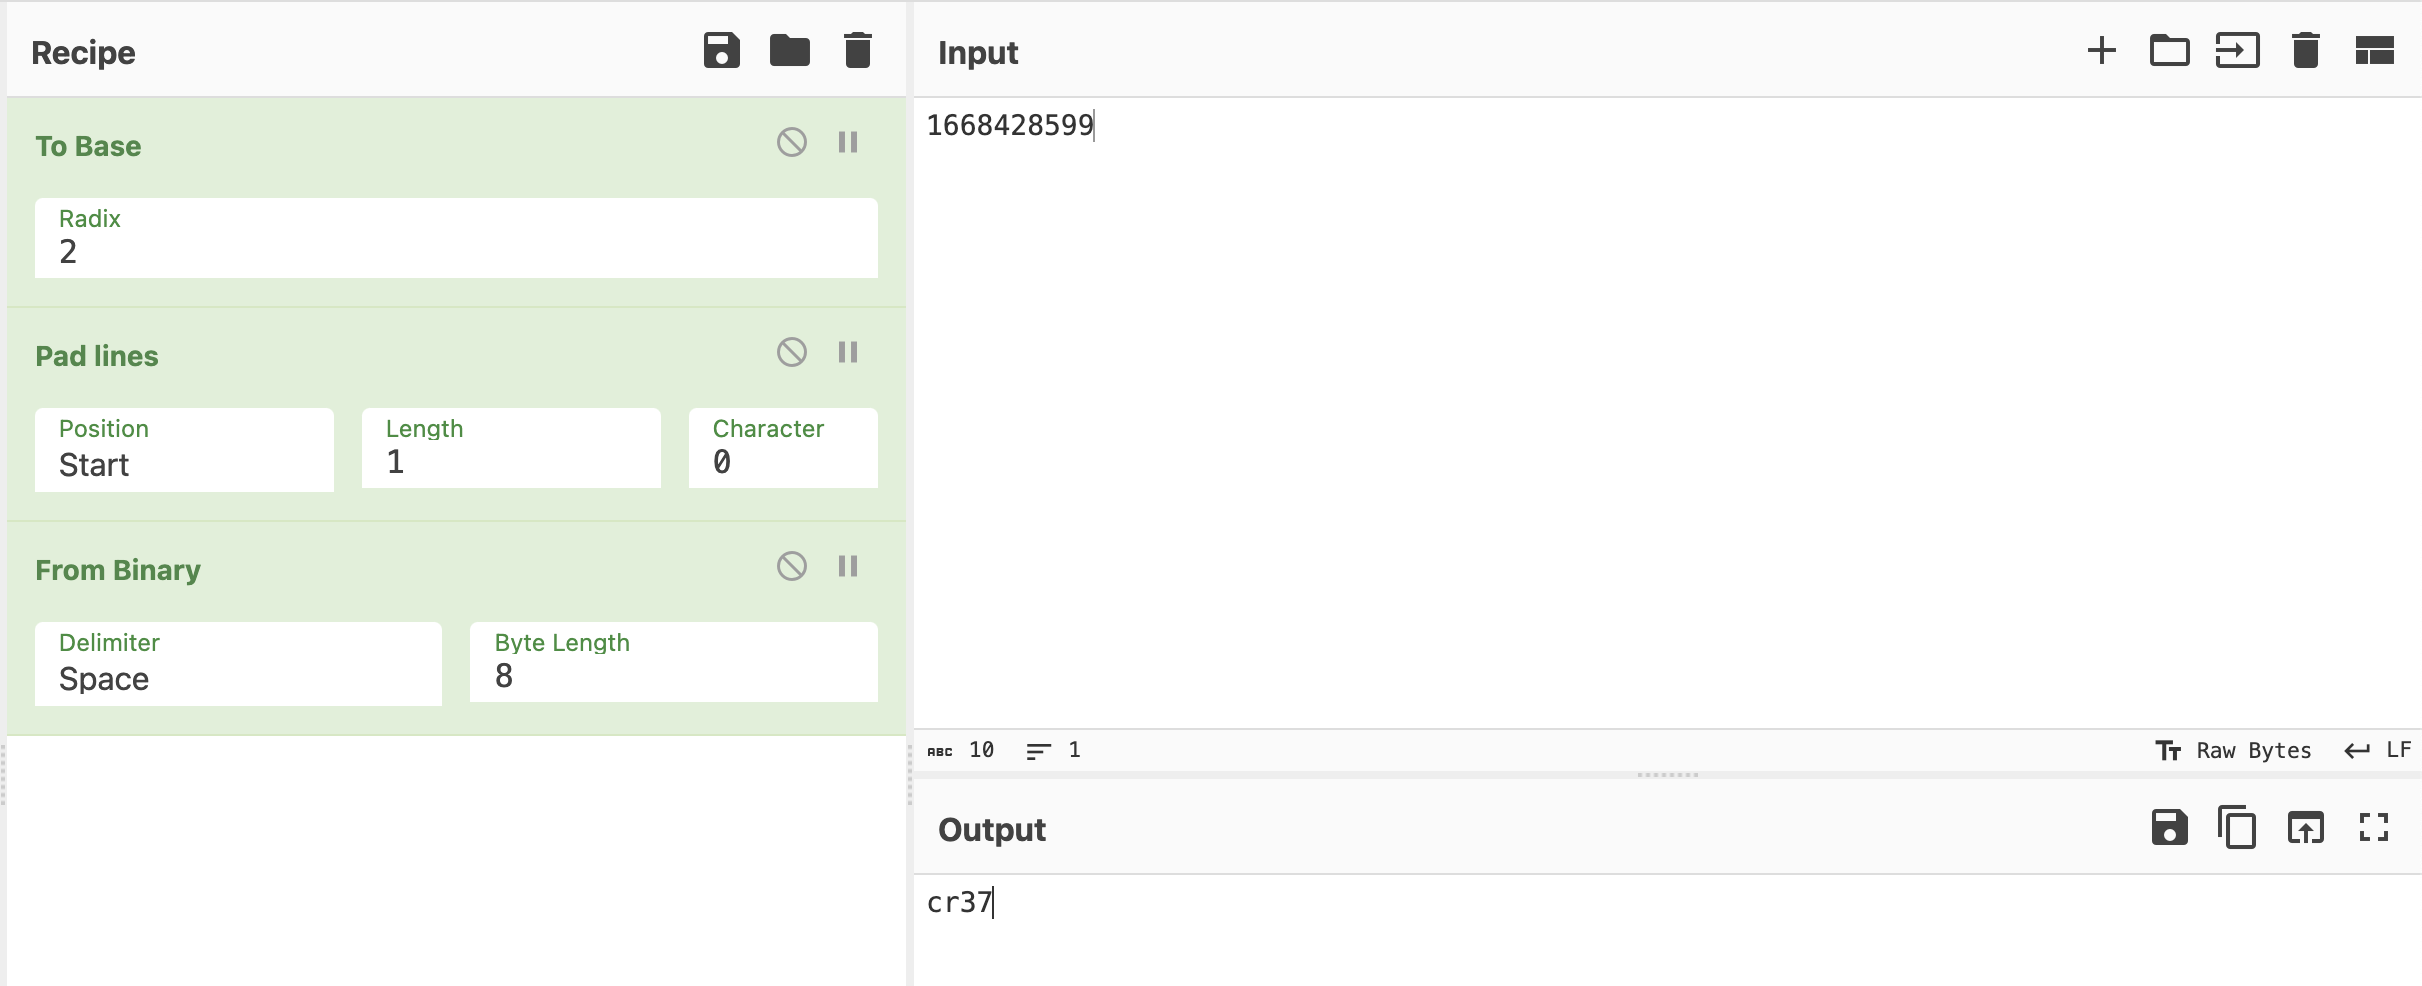 Recipe
To Base
Radix
2
Pad lines
Position
Start
Length
1
Character
0
From Binary
Delimiter
Space
Byte Length
8
Input
1668428599
ABC 10 1
Tт Raw Bytes LF
Output
cr37